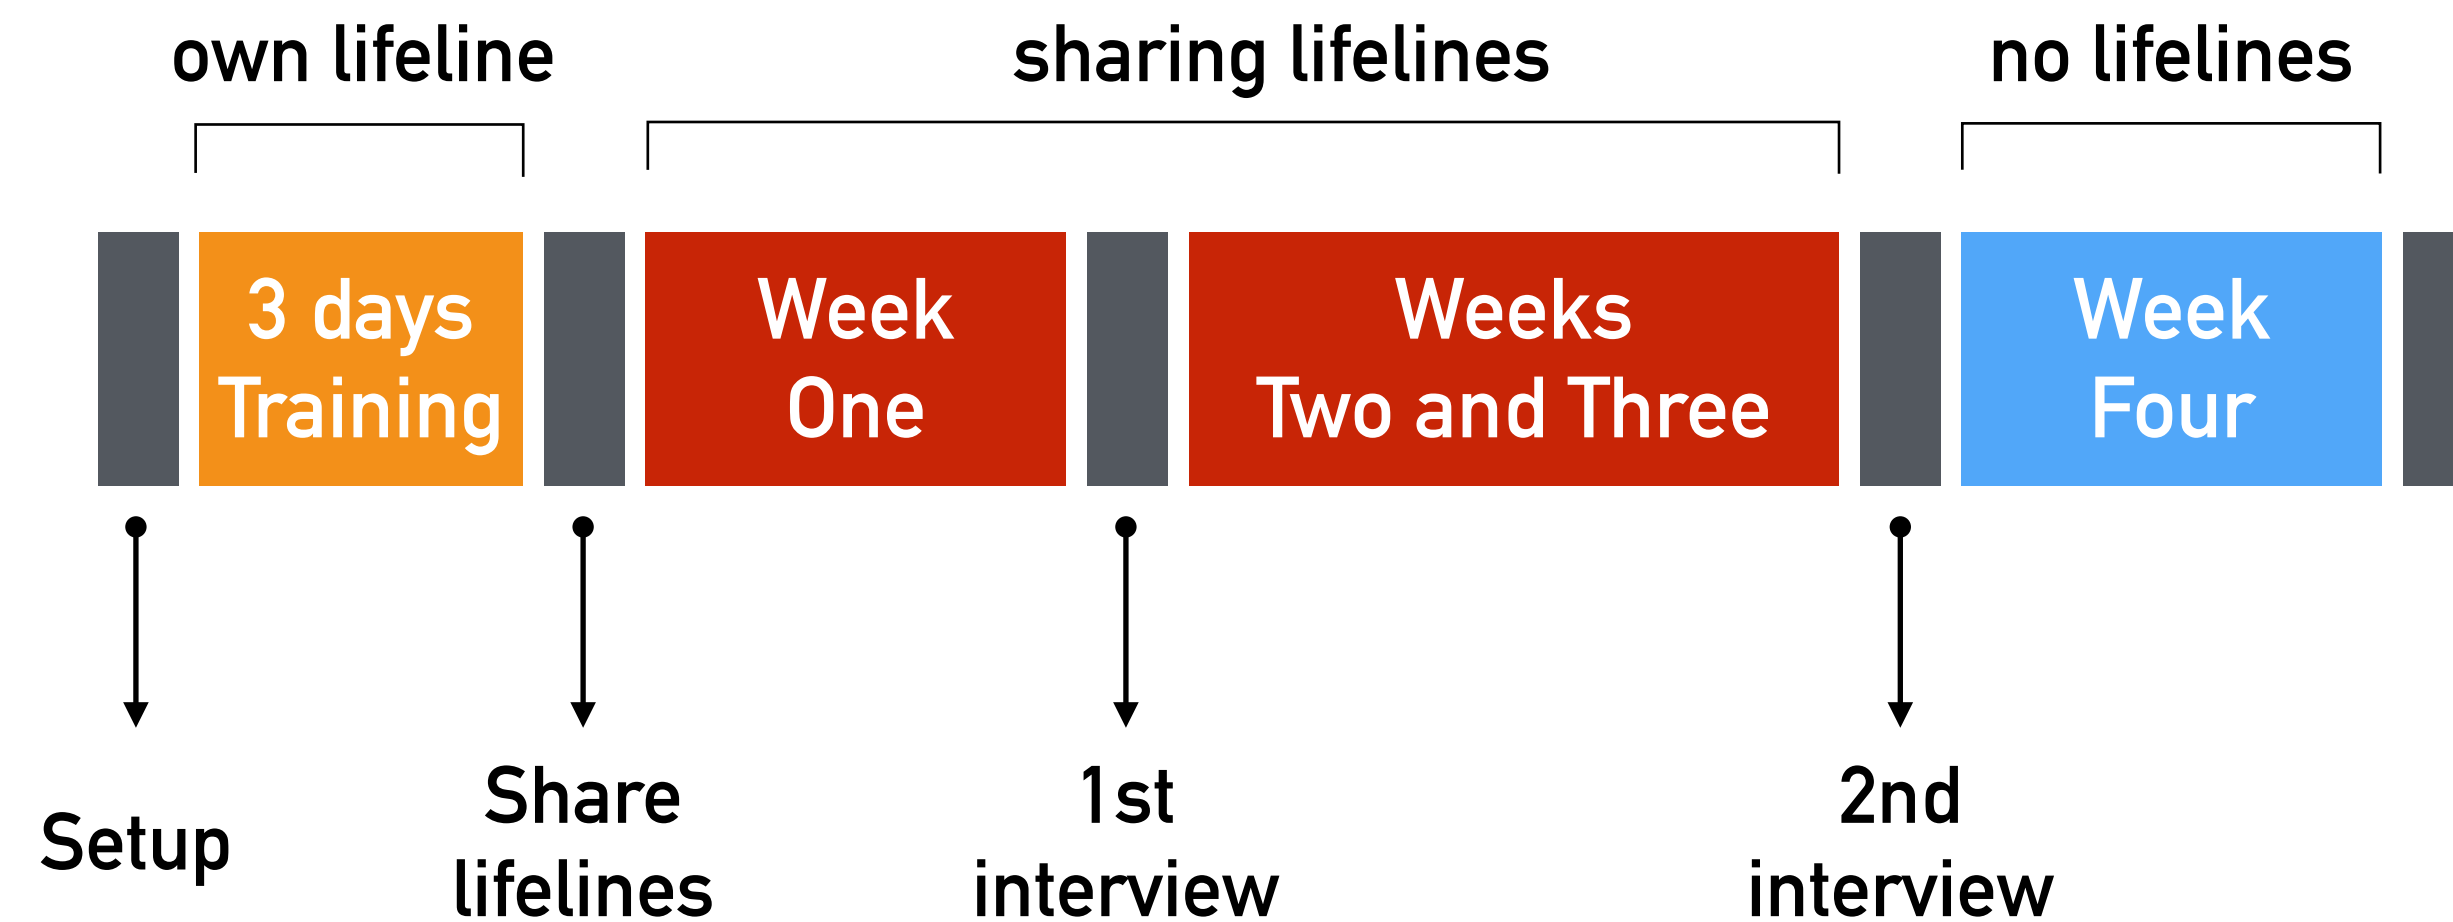 own lifeline
sharing lifelines
no lifelines
3 days
Training
Week
One
Weeks
Two and Three
Week
Four
Setup
Share
lifelines
1st
interview
2nd
interview